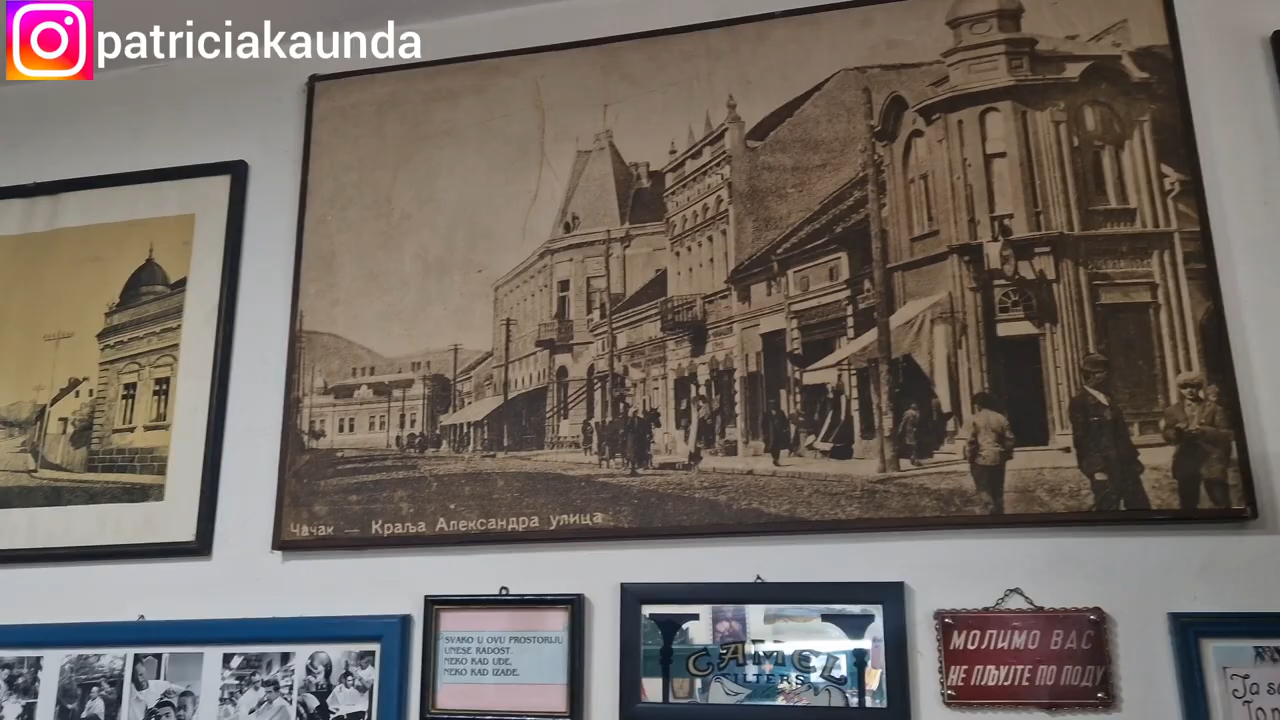 patriciakaunda
Чачак — Краља Александра улица
SVAKO U OVU PROSTORIJU
UNESE RADOST.
NEKO KAD UĐE,
NEKO KAD IZAĐE.
CAMEL
FILTERS
МОЛИМО ВАС
НЕ ПЉУЈТЕ ПО ПОДУ
Ja